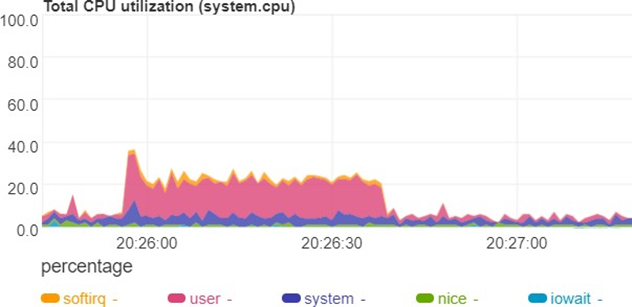 Total CPU utilization (system.cpu)
100.0
80.0
60.0
40.0
20.0
0.0
20:26:00 20:26:30 20:27:00
percentage
softirq - user - system - nice - iowait -